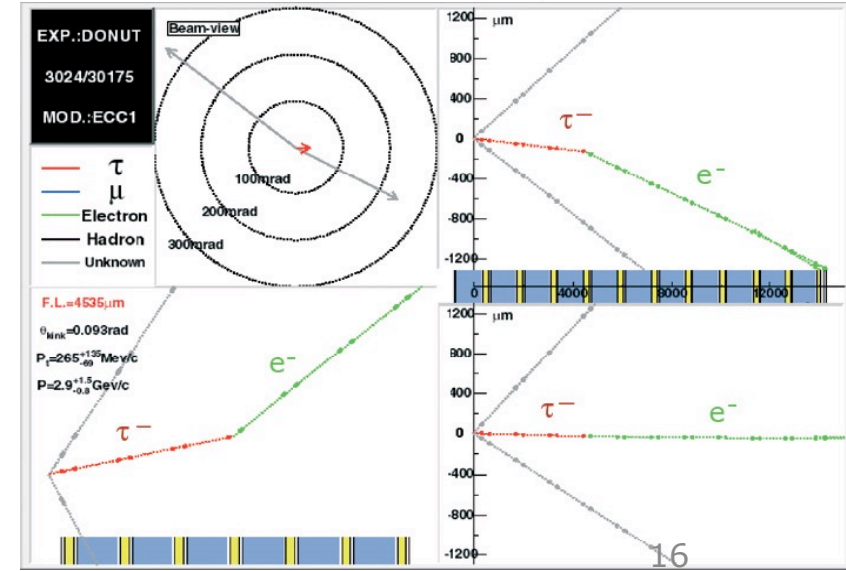 EXP.:DONUT
3024/30175
MOD.:ECC1
τ
μ
Electron
Hadron
Unknown
Beam-view
100mrad
200mrad
300mrad
1200
μm
800
400
0
-400
-800
-1200
τ−
e-
0
4000
8000
12000
F.L.=4535μm
θkink=0.093rad
Pt=265+135-69Mev/c
P=2.9+1.5-0.8Gev/c
τ−
e-
1200
μm
800
400
0
-400
-800
-1200
τ−
e-
16